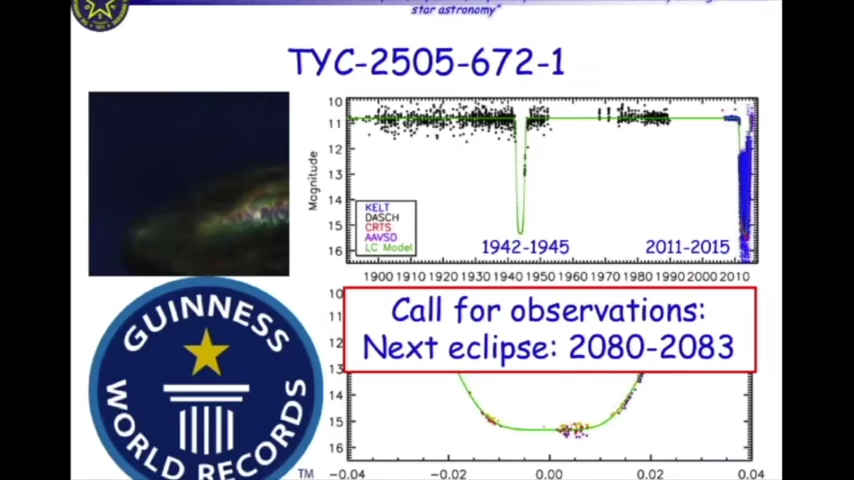 star astronomy"
TYC-2505-672-1
10
11
12
13
14
15
16
Magnitude
KELT
DASCH
CRTS
AAVSO
LC Model
1942-1945
2011-2015
1900 1910 1920 1930 1940 1950 1960 1970 1980 1990 2000 2010
GUINNESS
WORLD RECORDS
TM
10
11
12
13
14
15
16
Call for observations:
Next eclipse: 2080-2083
-0.04 -0.02 0.00 0.02 0.04